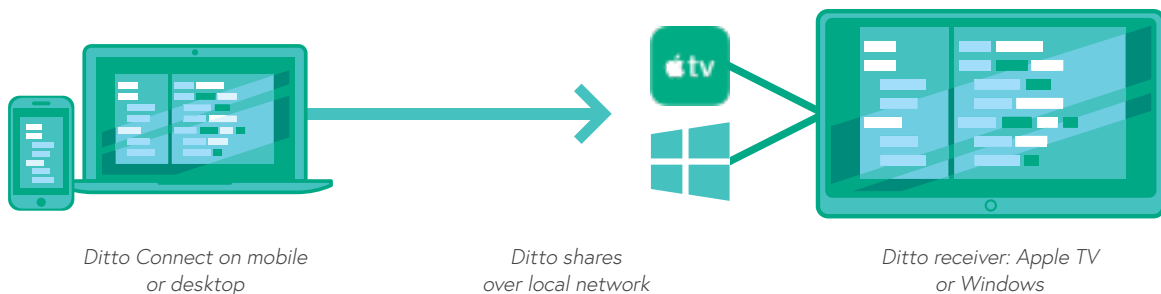 tv
Ditto Connect on mobile
or desktop
Ditto shares
over local network
Ditto receiver: Apple TV
or Windows